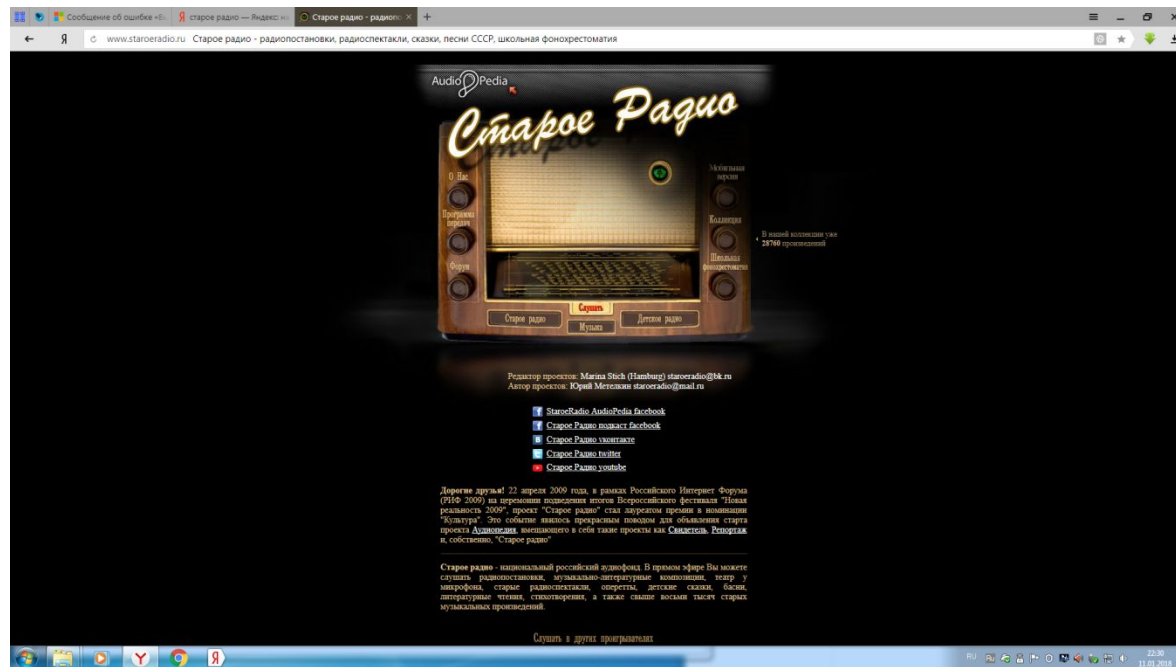 Сообщение об ошибке «Е
старое радио — Яндекс: н
Старое радио - радиопо
www.staroeradio.ru Старое радио - радиопостановки, радиоспектакли, сказки, песни СССР, школьная фонохрестоматия
AudioPedia
Старое Радио
О Нас
Мобильная версия
Программа передач
Коллекция
В нашей коллекции уже
28760 произведений
Форум
Школьная фонохрестоматия
Слушать
Старое радио
Музыка
Детское радио
Редактор проектов: Marina Stich (Hamburg) staroeradio@bk.ru
Автор проектов: Юрий Метелкин staroeradio@mail.ru
StaroeRadio AudioPedia facebook
Старое Радио подкаст facebook
Старое Радио vконтакте
Старое Радио twitter
Старое Радио youtube
Дорогие друзья! 22 апреля 2009 года, в рамках Российского Интернет Форума
(РИФ 2009) на церемонии подведения итогов Всероссийского фестиваля "Новая
реальность 2009", проект "Старое радио" стал лауреатом премии в номинации
"Культура". Это событие явилось прекрасным поводом для объявления старта
проекта Аудиопедия, вмещающего в себя такие проекты как Свидетель, Репортаж
и, собственно, "Старое радио"
Старое радио - национальный российский аудиофонд. В прямом эфире Вы можете
слушать радиопостановки, музыкально-литературные композиции, театр у
микрофона, старые радиоспектакли, оперетты, детские сказки, басни,
литературные чтения, стихотворения, а также свыше восьми тысяч старых
музыкальных произведений.
Слушать в других проигрывателях
RU
22:30
11.01.2018